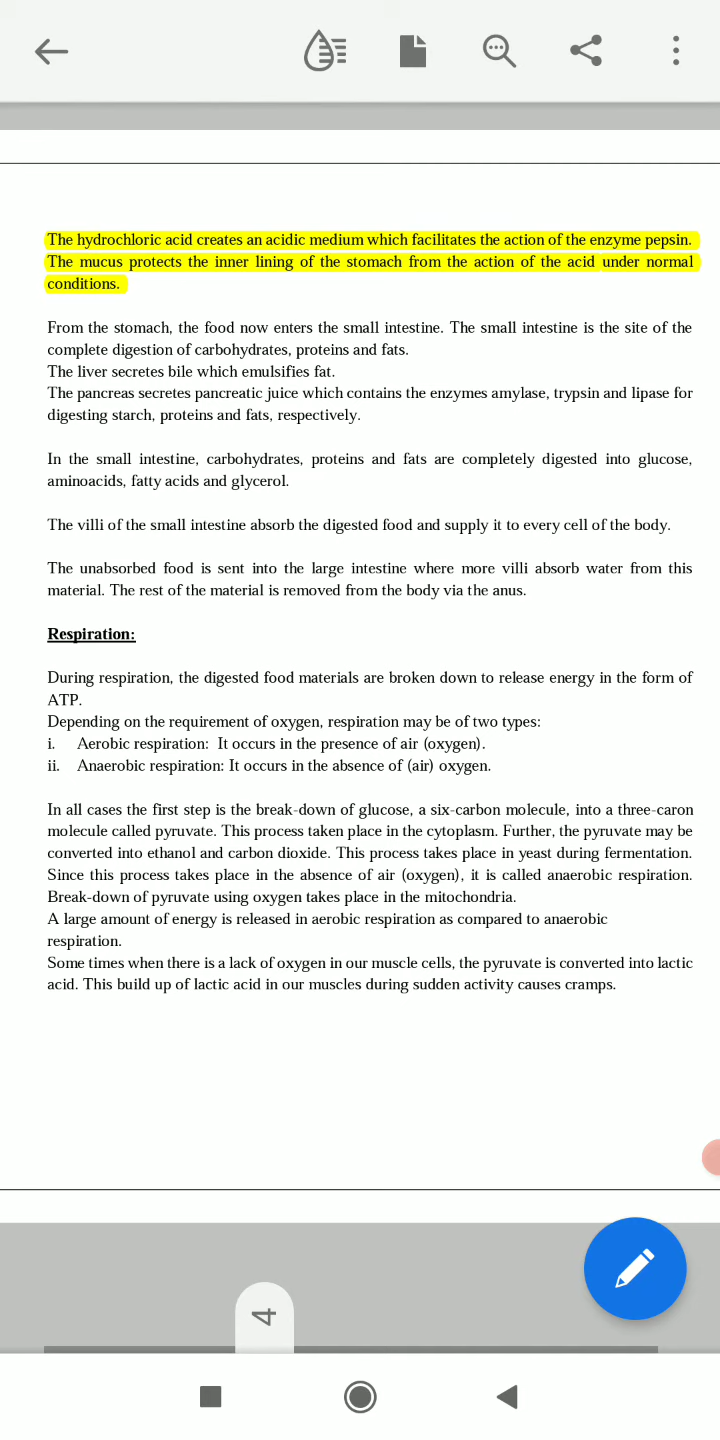 The hydrochloric acid creates an acidic medium which facilitates the action of the enzyme pepsin.
The mucus protects the inner lining of the stomach from the action of the acid under normal
conditions.
From the stomach, the food now enters the small intestine. The small intestine is the site of the
complete digestion of carbohydrates, proteins and fats.
The liver secretes bile which emulsifies fat.
The pancreas secretes pancreatic juice which contains the enzymes amylase, trypsin and lipase for
digesting starch, proteins and fats, respectively.
In the small intestine, carbohydrates, proteins and fats are completely digested into glucose,
aminoacids, fatty acids and glycerol.
The villi of the small intestine absorb the digested food and supply it to every cell of the body.
The unabsorbed food is sent into the large intestine where more villi absorb water from this
material. The rest of the material is removed from the body via the anus.
Respiration:
During respiration, the digested food materials are broken down to release energy in the form of
ATP.
Depending on the requirement of oxygen, respiration may be of two types:
i. Aerobic respiration: It occurs in the presence of air (oxygen).
ii. Anaerobic respiration: It occurs in the absence of (air) oxygen.
In all cases the first step is the break-down of glucose, a six-carbon molecule, into a three-caron
molecule called pyruvate. This process taken place in the cytoplasm. Further, the pyruvate may be
converted into ethanol and carbon dioxide. This process takes place in yeast during fermentation.
Since this process takes place in the absence of air (oxygen), it is called anaerobic respiration.
Break-down of pyruvate using oxygen takes place in the mitochondria.
A large amount of energy is released in aerobic respiration as compared to anaerobic
respiration.
Some times when there is a lack of oxygen in our muscle cells, the pyruvate is converted into lactic
acid. This build up of lactic acid in our muscles during sudden activity causes cramps.
4